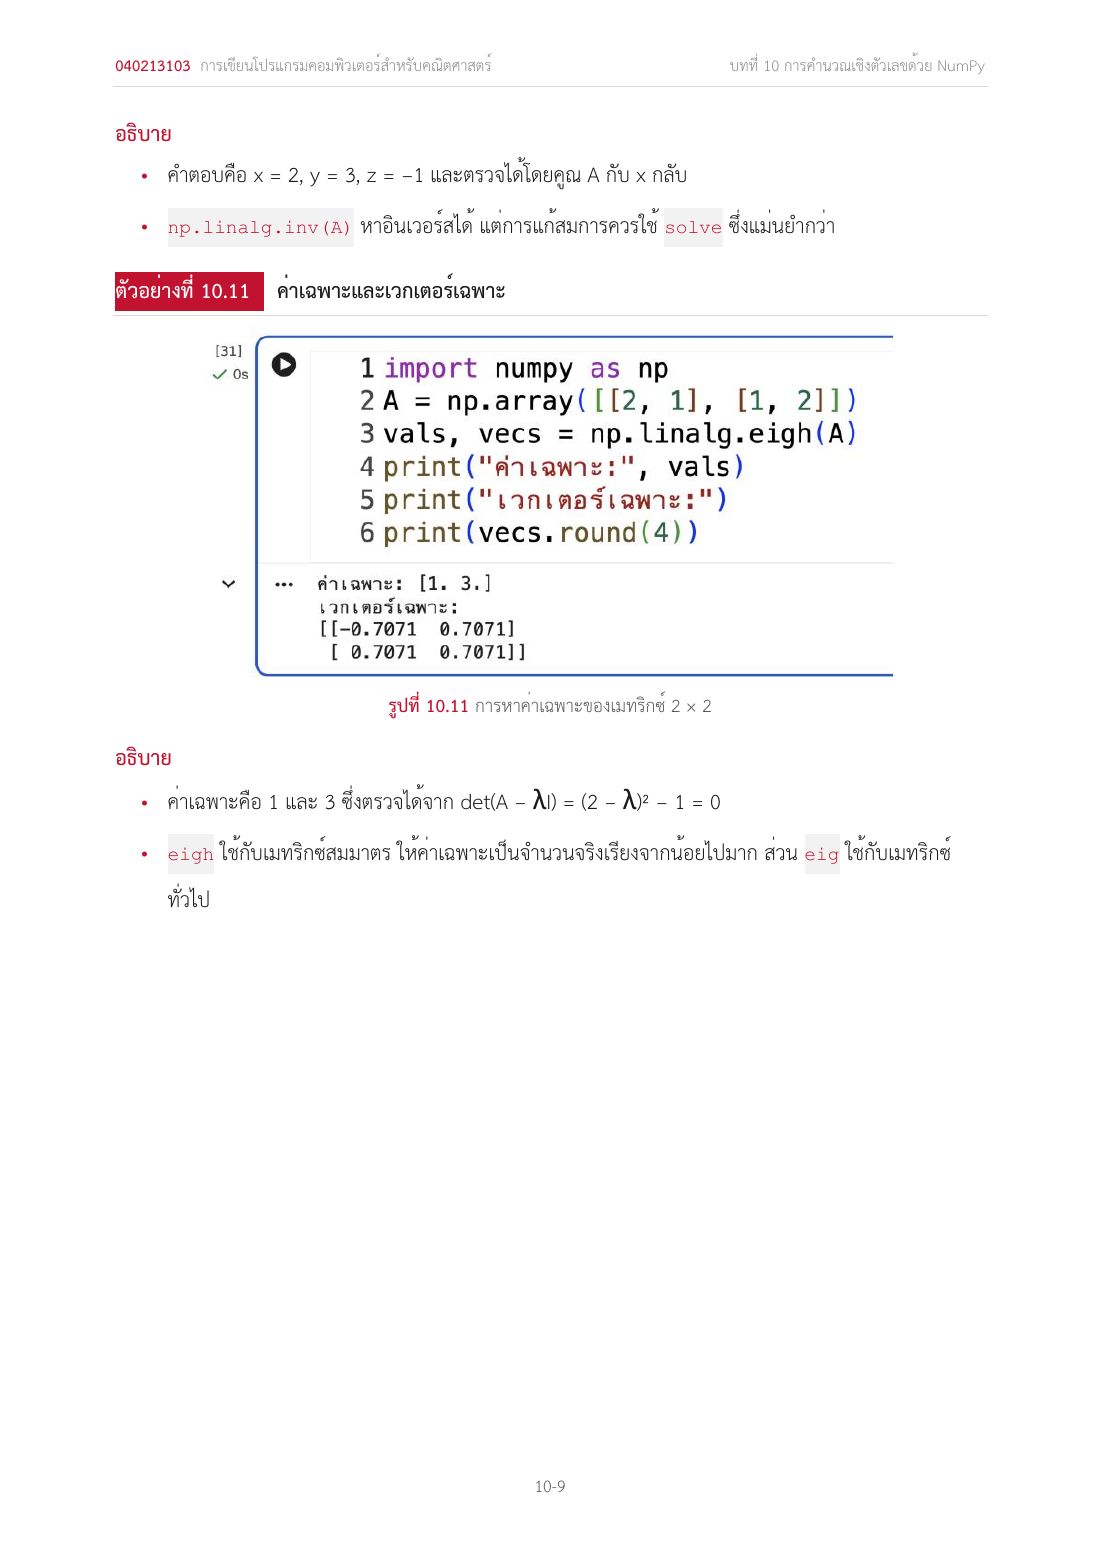 040213103 การเขียนโปรแกรมคอมพิวเตอร์สำหรับคณิตศาสตร์ บทที่ 10 การคำนวณเชิงตัวเลขด้วย NumPy
อธิบาย
• คำตอบคือ x = 2, y = 3, z = −1 และตรวจได้โดยคูณ A กับ x กลับ
• np.linalg.inv(A) หาอินเวอร์สได้ แต่การแก้สมการควรใช้ solve ซึ่งแม่นยำกว่า
ตัวอย่างที่ 10.11 ค่าเฉพาะและเวกเตอร์เฉพาะ
[31]
0s
1 import numpy as np
2 A = np.array([[2, 1], [1, 2]])
3 vals, vecs = np.linalg.eigh(A)
4 print("ค่าเฉพาะ:", vals)
5 print("เวกเตอร์เฉพาะ:")
6 print(vecs.round(4))
ค่าเฉพาะ: [1. 3.]
เวกเตอร์เฉพาะ:
[[-0.7071  0.7071]
 [ 0.7071  0.7071]]
รูปที่ 10.11 การหาค่าเฉพาะของเมทริกซ์ 2 × 2
อธิบาย
• ค่าเฉพาะคือ 1 และ 3 ซึ่งตรวจได้จาก det(A − λI) = (2 − λ)² − 1 = 0
• eigh ใช้กับเมทริกซ์สมมาตร ให้ค่าเฉพาะเป็นจำนวนจริงเรียงจากน้อยไปมาก ส่วน eig ใช้กับเมทริกซ์
ทั่วไป
10-9